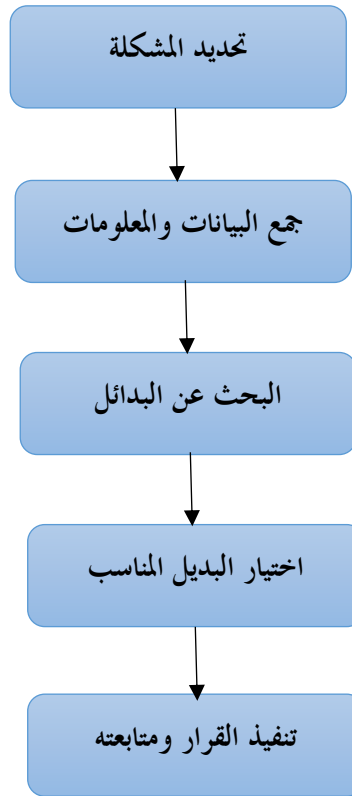 تحديد المشكلة
جمع البيانات والمعلومات
البحث عن البدائل
اختيار البديل المناسب
تنفيذ القرار ومتابعته